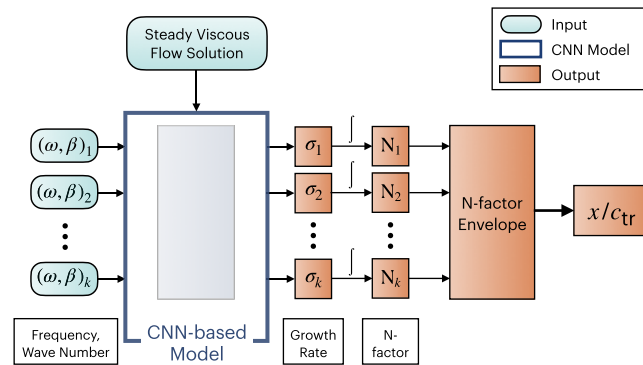 Steady Viscous
Flow Solution
Input
CNN Model
Output
(ω, β)₁
(ω, β)₂
(ω, β)ₖ
σ₁
σ₂
σₖ
∫
∫
∫
N₁
N₂
Nₖ
N-factor
Envelope
x/c_tr
Frequency,
Wave Number
CNN-based
Model
Growth
Rate
N-
factor